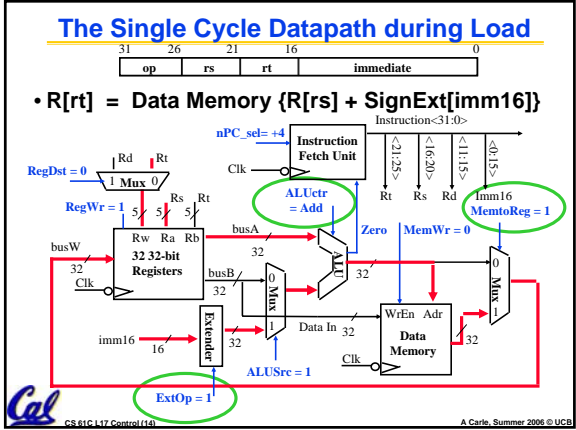 The Single Cycle Datapath during Load
31 26 21 16 0
op rs rt immediate
• R[rt] = Data Memory {R[rs] + SignExt[imm16]}
Instruction<31:0>
nPC_sel= +4
Instruction
Fetch Unit
Clk
<21:25>
<16:20>
<11:15>
<0:15>
Rt Rs Rd Imm16
Rd Rt
RegDst = 0
1 Mux 0
RegWr = 1
Rs Rt
5 5 5
ALUctr
= Add
MemtoReg = 1
Zero
MemWr = 0
busA
32
busW
32
Rw Ra Rb
32 32-bit
Registers
Clk
busB
32
0
Mux
1
ALU
32
0
Mux
1
WrEn Adr
Data In 32
Data
Memory
32
Clk
imm16
16
Extender
32
ALUSrc = 1
ExtOp = 1
Cal
CS 61C L17 Control (14)
A Carle, Summer 2006 © UCB